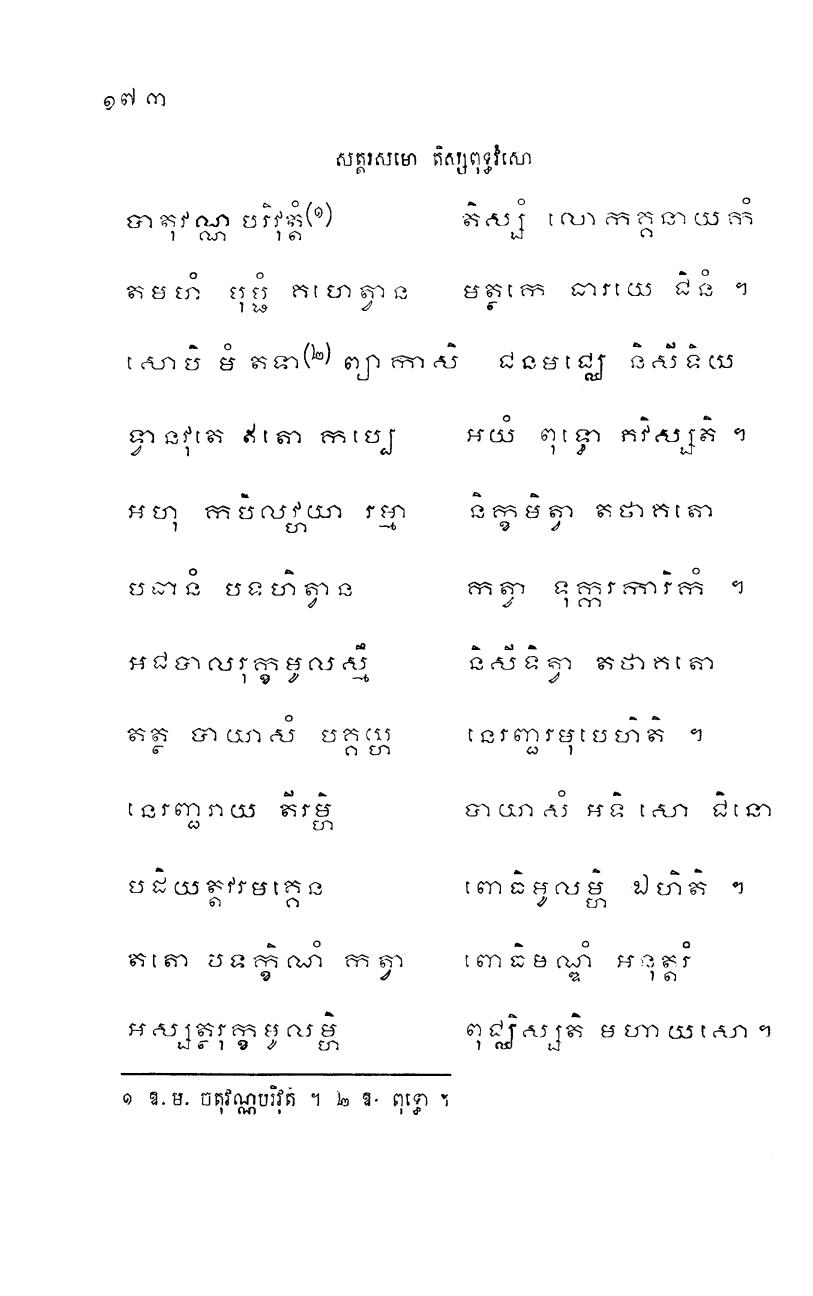 ១៧៣
សត្តរសមោ តិស្សពុទ្ធវំសោ
ចាតុវណ្ណបរិវុត្តំ(១) តិស្សំ លោកគ្គនាយកំ
តមហំ បុប្ផំ គហេត្វាន មត្ថកេ ធារយេ ជិនំ ។
សោបិ មំ តទា(២) ព្យាកាសិ ជនមជ្ឈេ និសីទិយ
ទ្វានវុតេ ឥតោ កប្បេ អយំ ពុទ្ធោ ភវិស្សតិ ។
អហុ កបិលវ្ហយា រម្មា និក្ខមិត្វា តថាគតោ
បធានំ បទហិត្វាន កត្វា ទុក្ករការិកំ ។
អជបាលរុក្ខមូលស្មឹ និសីទិត្វា តថាគតោ
តត្ថ បាយាសំ បគ្គយ្ហ នេរញ្ជរមុបេហិតិ ។
នេរញ្ជរាយ តីរម្ហិ បាយាសំ អទិ សោ ជិនោ
បដិយត្តវរមគ្គេន ពោធិមូលម្ហិ ឯហិតិ ។
តតោ បទក្ខិណំ កត្វា ពោធិមណ្ឌំ អនុត្តរំ
អស្សត្ថរុក្ខមូលម្ហិ ពុជ្ឈិស្សតិ មហាយសោ ។
១ ឱ. ម. ចតុវណ្ណបរិវុតំ ។ ២ ឱ. ពុទ្ធោ ។